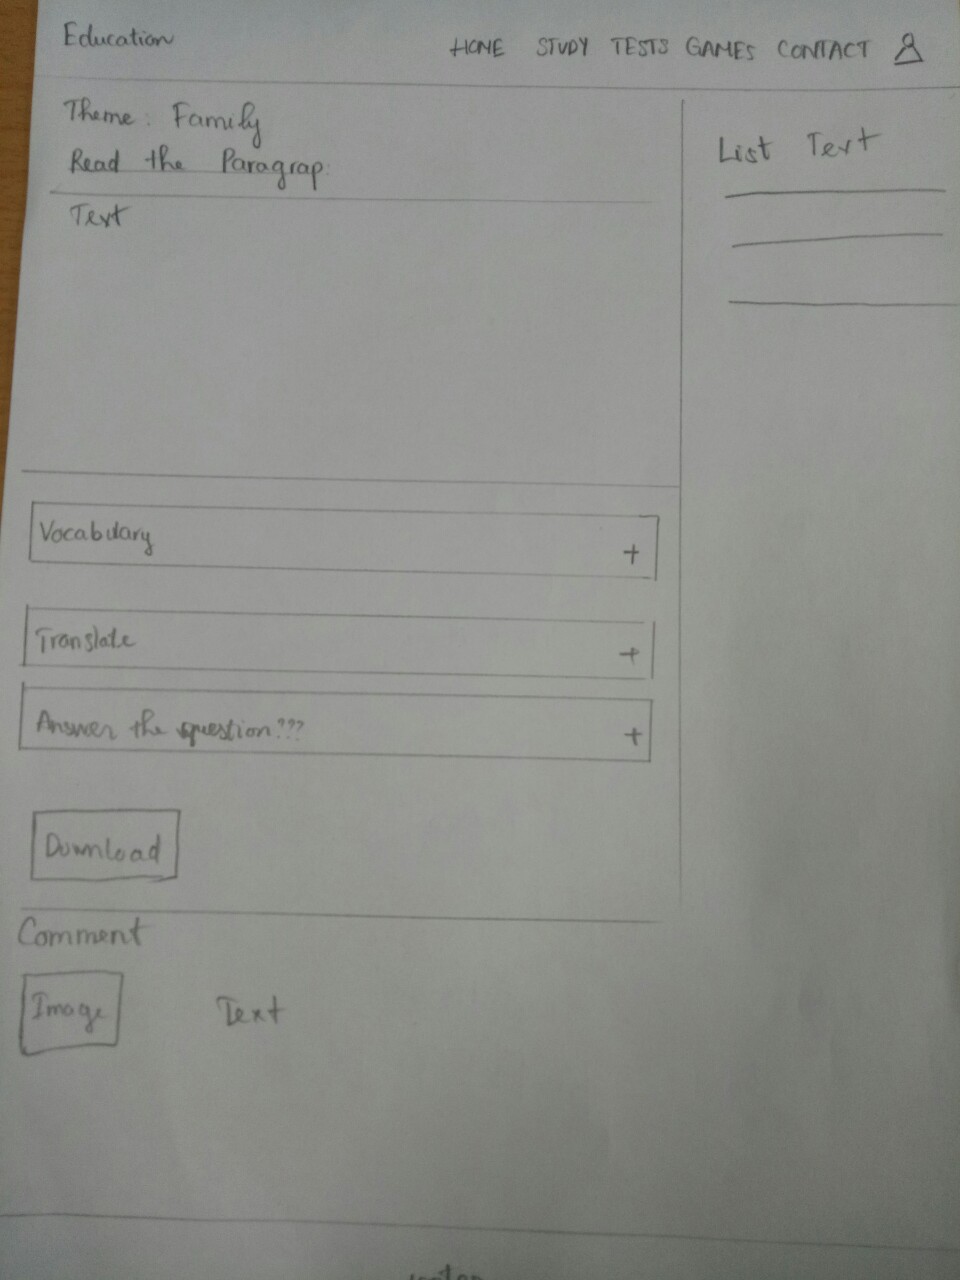 Education
HOME STUDY TESTS GAMES CONTACT
Theme: Family
Read the Paragrap:
Text
List Text
Vocabulary +
Translate +
Answer the question??? +
Download
Comment
Image Text